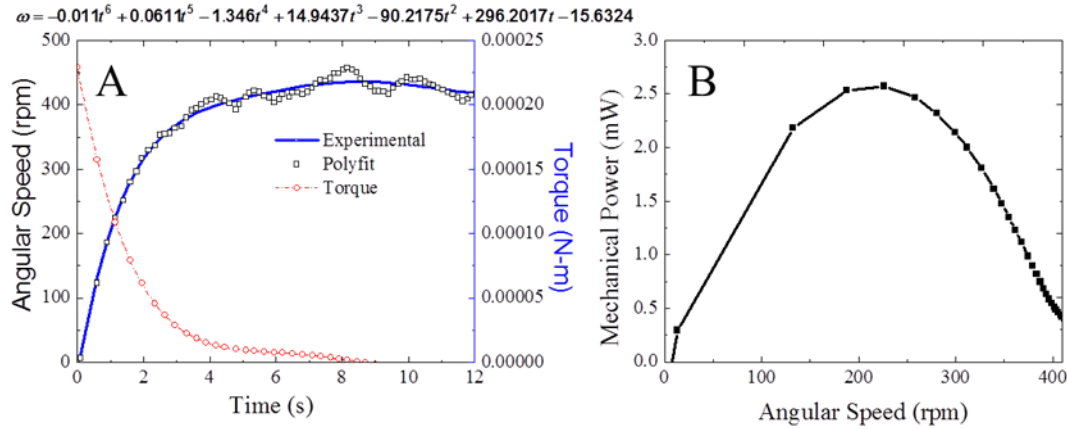 ω = −0.011t⁶ + 0.0611t⁵ − 1.346t⁴ + 14.9437t³ − 90.2175t² + 296.2017t − 15.6324
A
Angular Speed (rpm)
500
400
300
200
100
0
0 2 4 6 8 10 12
Time (s)
Experimental
Polyfit
Torque
0.00025
0.00020
0.00015
0.00010
0.00005
0.00000
Torque (N-m)
B
Mechanical Power (mW)
3.0
2.5
2.0
1.5
1.0
0.5
0.0
0 100 200 300 400
Angular Speed (rpm)